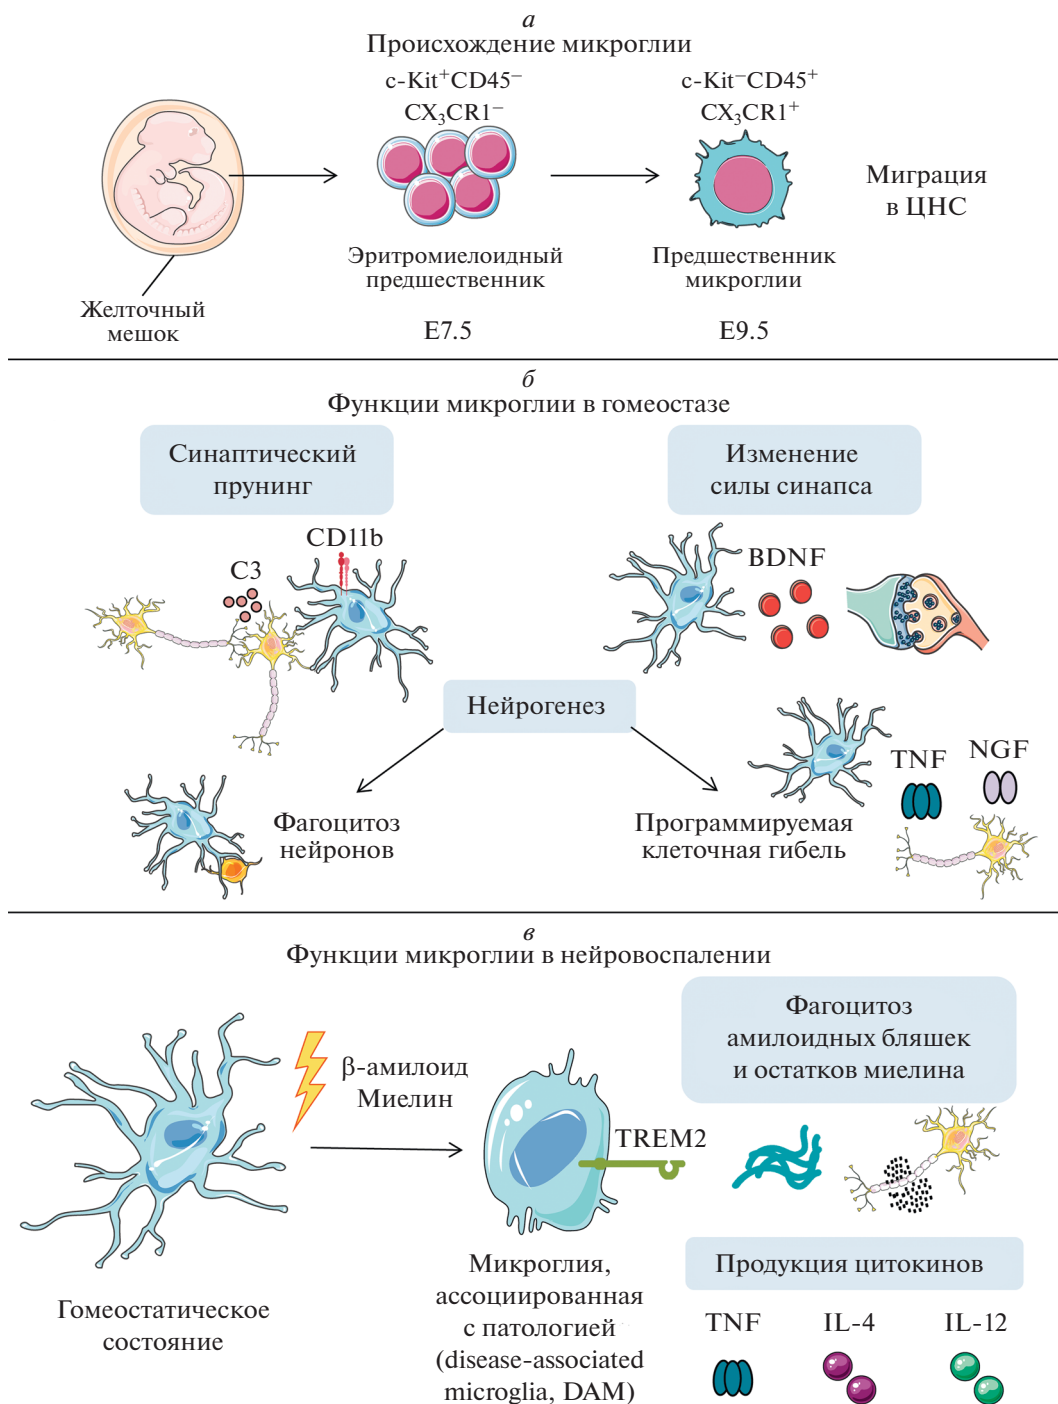 а
Происхождение микроглии
c-Kit⁺CD45⁻
CX₃CR1⁻
c-Kit⁻CD45⁺
CX₃CR1⁺
Миграция
в ЦНС
Эритромиелоидный
предшественник
Предшественник
микроглии
Желточный
мешок
E7.5
E9.5
б
Функции микроглии в гомеостазе
Синаптический
прунинг
Изменение
силы синапса
CD11b
C3
BDNF
Нейрогенез
TNF
NGF
Фагоцитоз
нейронов
Программируемая
клеточная гибель
в
Функции микроглии в нейровоспалении
Фагоцитоз
амилоидных бляшек
и остатков миелина
β-амилоид
Миелин
TREM2
Гомеостатическое
состояние
Микроглия,
ассоциированная
с патологией
(disease-associated
microglia, DAM)
Продукция цитокинов
TNF
IL-4
IL-12